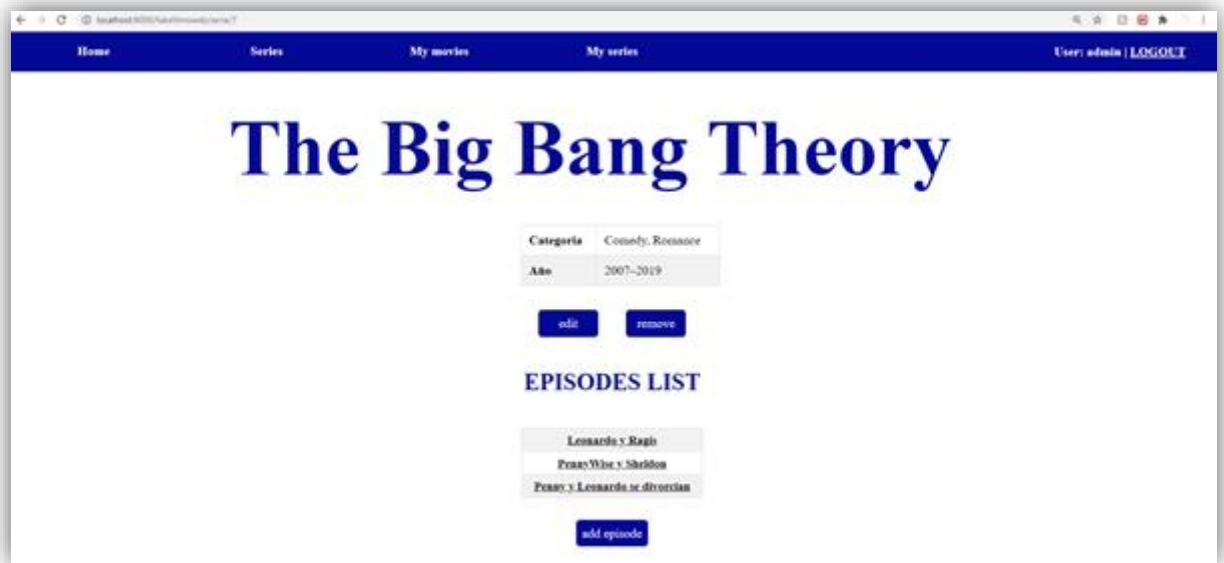 Home Series My movies My series User: admin | LOGOUT
The Big Bang Theory
Categoria Comedy, Romance
Año 2007–2019
edit remove
EPISODES LIST
Leonardo y Ragis
PennyWise y Sheldon
Penny y Leonardo se divorcian
add episode